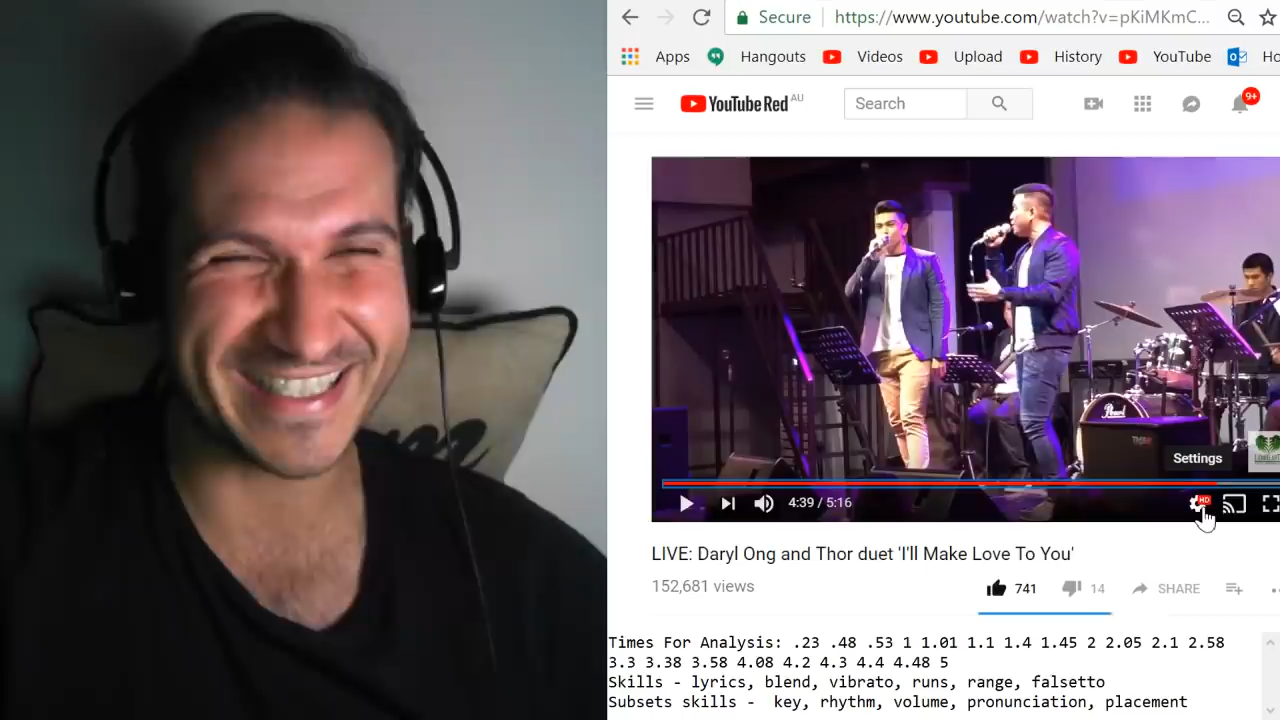 Secure https://www.youtube.com/watch?v=pKiMKmC...
Apps Hangouts Videos Upload History YouTube Ho
YouTube Red AU Search 9+
Pearl
Settings
HD
4:39 / 5:16
LIVE: Daryl Ong and Thor duet 'I'll Make Love To You'
152,681 views 741 14 SHARE
Times For Analysis: .23 .48 .53 1 1.01 1.1 1.4 1.45 2 2.05 2.1 2.58
3.3 3.38 3.58 4.08 4.2 4.3 4.4 4.48 5
Skills - lyrics, blend, vibrato, runs, range, falsetto
Subsets skills - key, rhythm, volume, pronunciation, placement